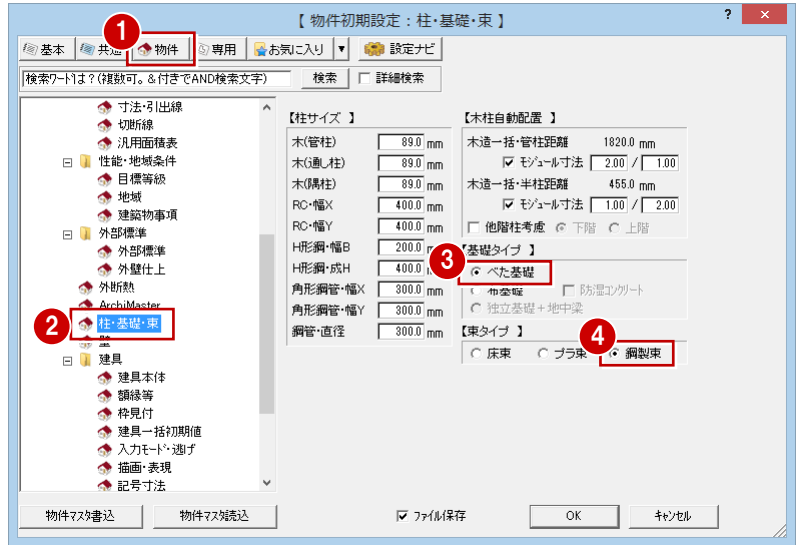 【 物件初期設定：柱・基礎・束 】
?
1
基本 共通 物件 専用 お気に入り 設定ナビ
検索ワードは？(複数可。＆付きでAND検索文字) 検索 詳細検索
寸法・引出線
切断線
汎用面積表
性能・地域条件
目標等級
地域
建築物事項
外部標準
外部標準
外壁仕上
外断熱
ArchiMaster
2
柱・基礎・束
壁
建具
建具本体
額縁等
枠見付
建具一括初期値
入力モード・逃げ
描画・表現
記号寸法
【柱サイズ 】
木(管柱) 89.0 mm
木(通し柱) 89.0 mm
木(隅柱) 89.0 mm
RC・幅X 400.0 mm
RC・幅Y 400.0 mm
H形鋼・幅B 200.0
H形鋼・成H 400.0
角形鋼管・幅X 300.0 mm
角形鋼管・幅Y 300.0 mm
鋼管・直径 300.0 mm
【木柱自動配置 】
木造一括・管柱距離 1820.0 mm
モジュール寸法 2.00 / 1.00
木造一括・半柱距離 455.0 mm
モジュール寸法 1.00 / 2.00
他階柱考慮 下階 上階
【基礎タイプ 】
3
べた基礎
布基礎 防湿コンクリート
独立基礎＋地中梁
【束タイプ 】
4
床束 プラ束 鋼製束
物件マスタ書込 物件マスタ読込 ファイル保存 OK キャンセル